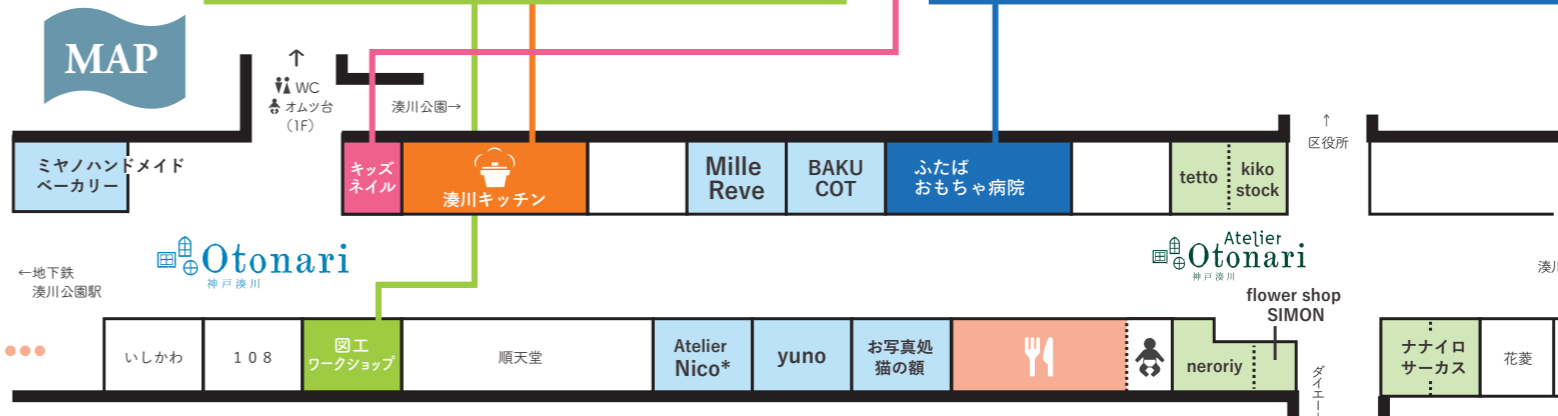 MAP
↑
WC
オムツ台
（1F）
湊川公園→
↑
区役所
ミヤノハンドメイド
ベーカリー
キッズ
ネイル
湊川キッチン
Mille
Reve
BAKU
COT
ふたば
おもちゃ病院
tetto
kiko
stock
←地下鉄
湊川公園駅
Otonari
神戸湊川
Atelier
Otonari
神戸湊川
湊川
flower shop
SIMON
いしかわ
108
図工
ワークショップ
順天堂
Atelier
Nico*
yuno
お写真処
猫の額
neroriy
ダイエー
ナナイロ
サーカス
花菱